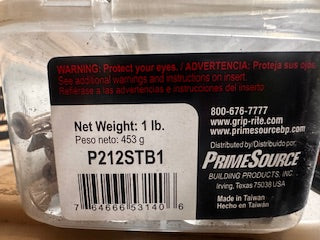 WARNING: Protect your eyes. / ADVERTENCIA: Proteja sus ojos.
See additional warnings and instructions on insert.
Refiérase a las advertencias e instrucciones del inserto
800-676-7777
www.grip-rite.com
www.primesourcebp.com
Net Weight: 1 lb.
Peso neto: 453 g
P212STB1
7 64666 53140 6
Distributed by/Distribuido por:
PRIMESOURCE
BUILDING PRODUCTS, INC.
Irving, Texas 75038 USA
Made in Taiwan
Hecho en Taiwán